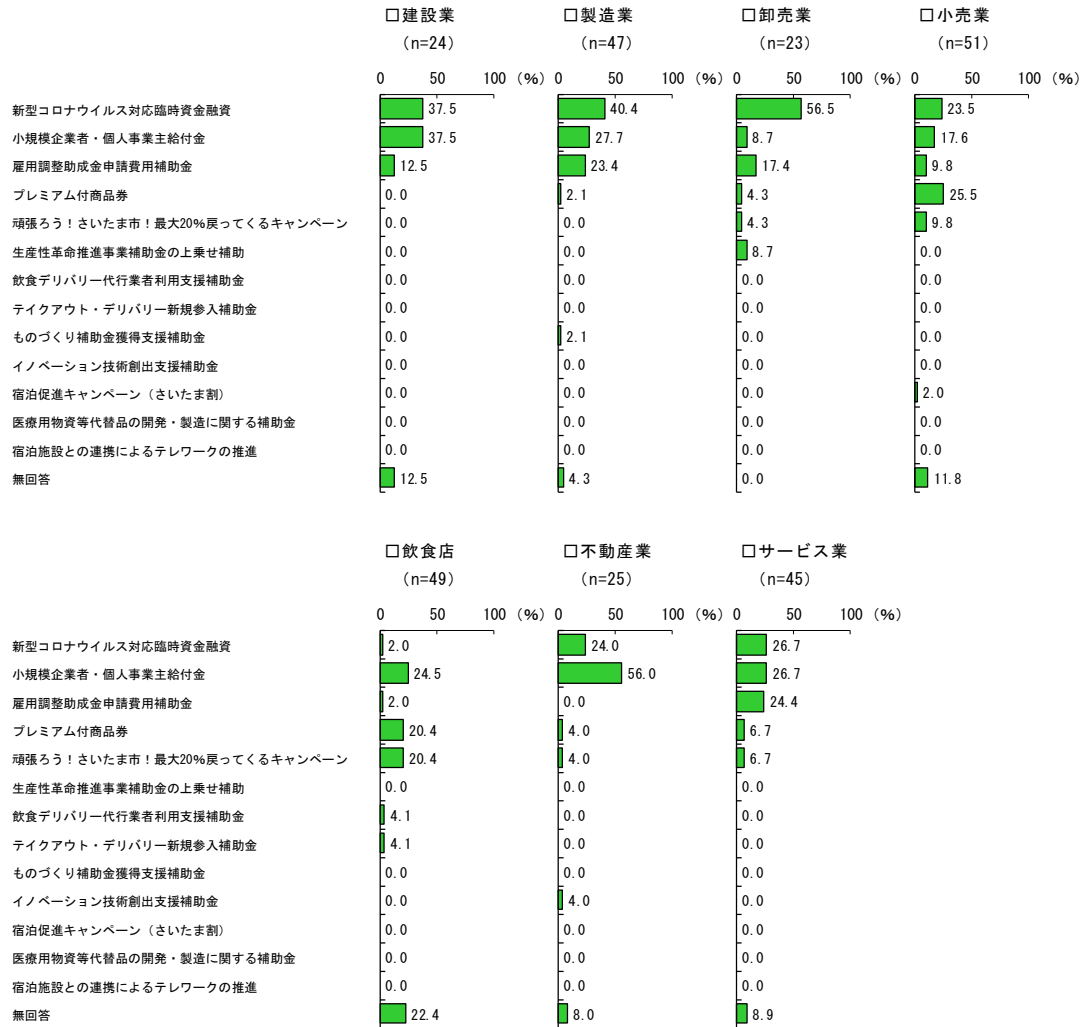 □建設業 □製造業 □卸売業 □小売業
（n=24） （n=47） （n=23） （n=51）
0 50 100 （%） 0 50 100 （%） 0 50 100 （%） 0 50 100 （%）
新型コロナウイルス対応臨時資金融資 37.5 40.4 56.5 23.5
小規模企業者・個人事業主給付金 37.5 27.7 8.7 17.6
雇用調整助成金申請費用補助金 12.5 23.4 17.4 9.8
プレミアム付商品券 0.0 2.1 4.3 25.5
頑張ろう！さいたま市！最大20%戻ってくるキャンペーン 0.0 0.0 4.3 9.8
生産性革命推進事業補助金の上乗せ補助 0.0 0.0 8.7 0.0
飲食デリバリー代行業者利用支援補助金 0.0 0.0 0.0 0.0
テイクアウト・デリバリー新規参入補助金 0.0 0.0 0.0 0.0
ものづくり補助金獲得支援補助金 0.0 2.1 0.0 0.0
イノベーション技術創出支援補助金 0.0 0.0 0.0 0.0
宿泊促進キャンペーン（さいたま割） 0.0 0.0 0.0 2.0
医療用物資等代替品の開発・製造に関する補助金 0.0 0.0 0.0 0.0
宿泊施設との連携によるテレワークの推進 0.0 0.0 0.0 0.0
無回答 12.5 4.3 0.0 11.8
□飲食店 □不動産業 □サービス業
（n=49） （n=25） （n=45）
0 50 100 （%） 0 50 100 （%） 0 50 100 （%）
新型コロナウイルス対応臨時資金融資 2.0 24.0 26.7
小規模企業者・個人事業主給付金 24.5 56.0 26.7
雇用調整助成金申請費用補助金 2.0 0.0 24.4
プレミアム付商品券 20.4 4.0 6.7
頑張ろう！さいたま市！最大20%戻ってくるキャンペーン 20.4 4.0 6.7
生産性革命推進事業補助金の上乗せ補助 0.0 0.0 0.0
飲食デリバリー代行業者利用支援補助金 4.1 0.0 0.0
テイクアウト・デリバリー新規参入補助金 4.1 0.0 0.0
ものづくり補助金獲得支援補助金 0.0 0.0 0.0
イノベーション技術創出支援補助金 0.0 4.0 0.0
宿泊促進キャンペーン（さいたま割） 0.0 0.0 0.0
医療用物資等代替品の開発・製造に関する補助金 0.0 0.0 0.0
宿泊施設との連携によるテレワークの推進 0.0 0.0 0.0
無回答 22.4 8.0 8.9